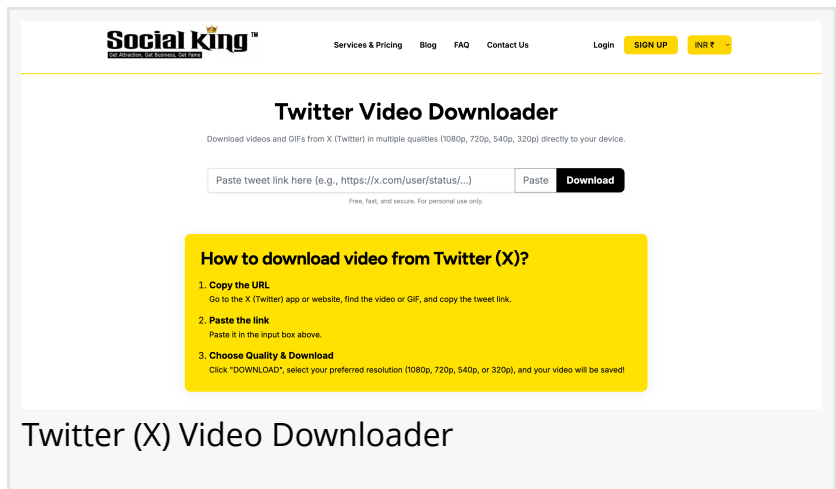 Social King™
Get Attraction, Get Business, Get Fame
Services & Pricing Blog FAQ Contact Us Login SIGN UP INR ₹
Twitter Video Downloader
Download videos and GIFs from X (Twitter) in multiple qualities (1080p, 720p, 540p, 320p) directly to your device.
Paste tweet link here (e.g., https://x.com/user/status/...) Paste Download
Free, fast, and secure. For personal use only.
How to download video from Twitter (X)?
1. Copy the URL
Go to the X (Twitter) app or website, find the video or GIF, and copy the tweet link.
2. Paste the link
Paste it in the input box above.
3. Choose Quality & Download
Click "DOWNLOAD", select your preferred resolution (1080p, 720p, 540p, or 320p), and your video will be saved!
Twitter (X) Video Downloader